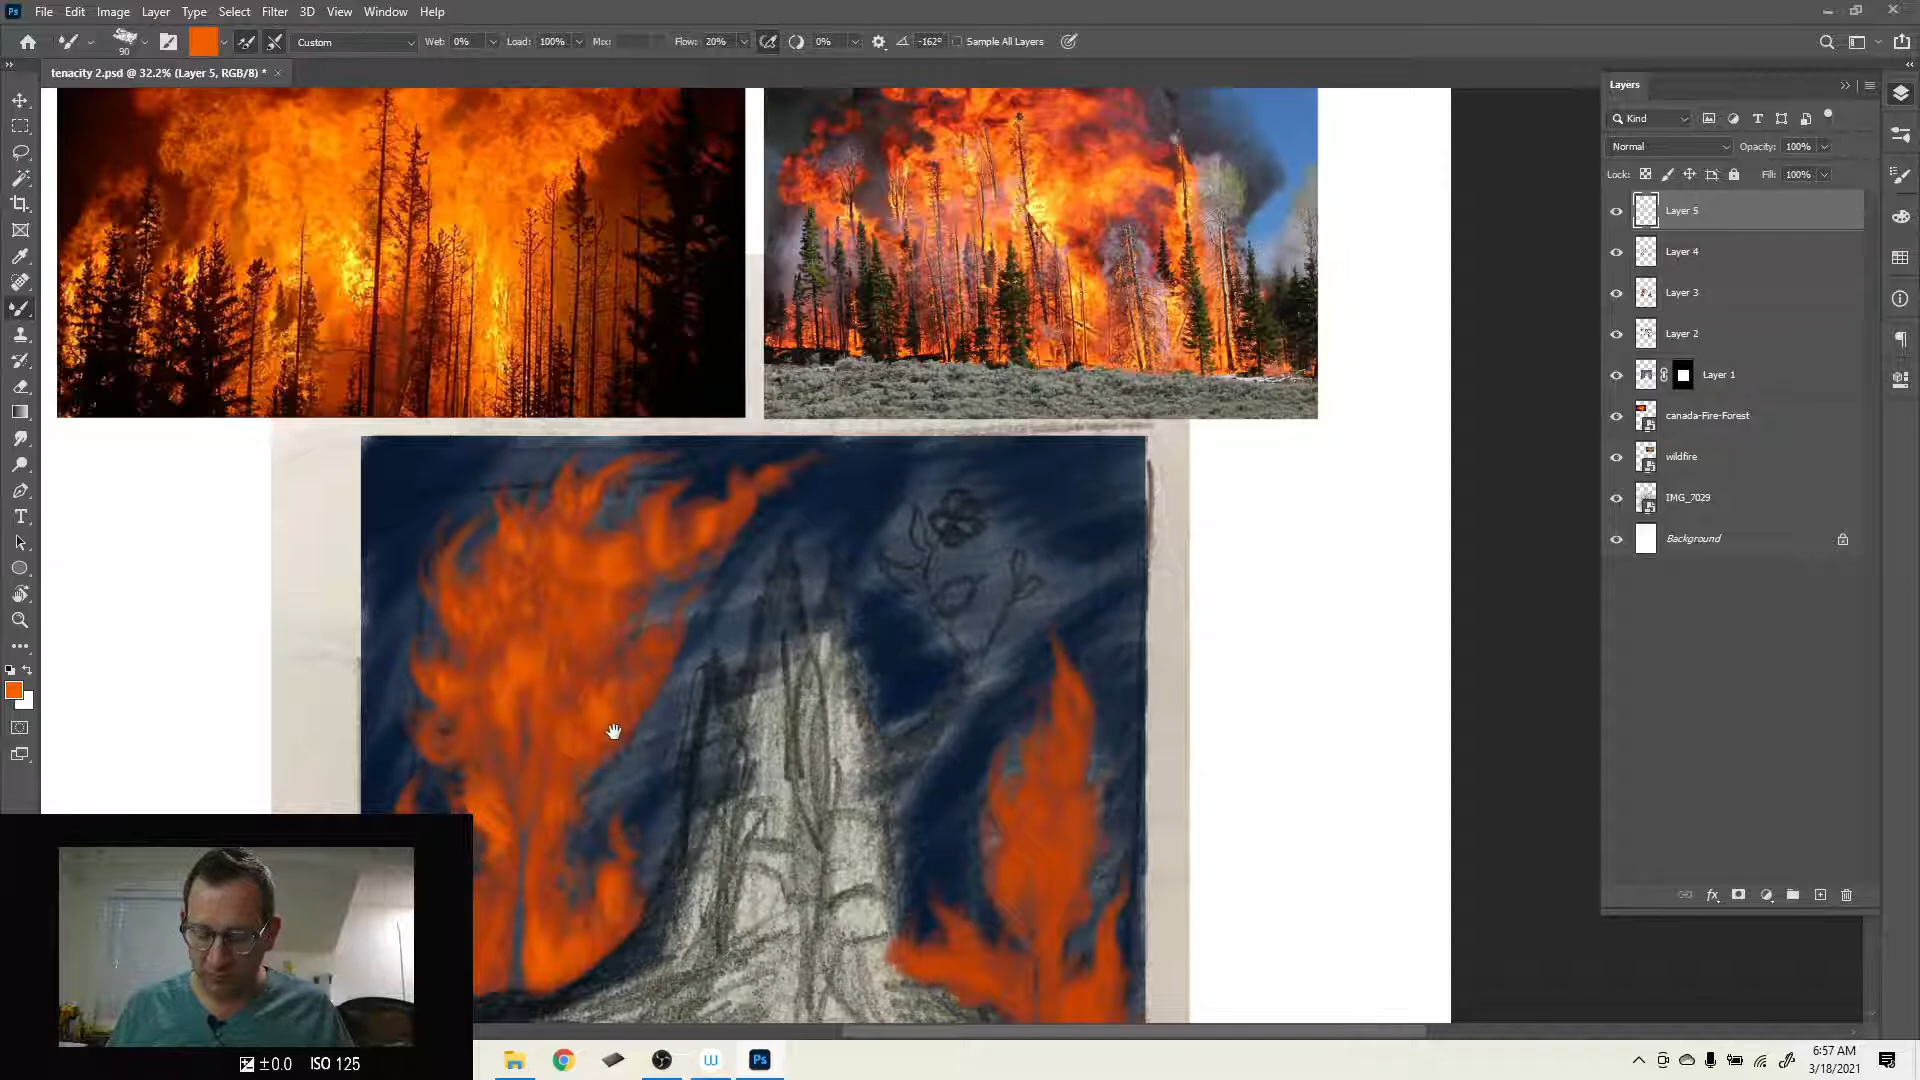 Ps File Edit Image Layer Type Select Filter 3D View Window Help
90 Custom Wet: 0% Load: 100% Mix: Flow: 20% 0% -162° Sample All Layers
tenacity 2.psd @ 32.2% (Layer 5, RGB/8) *
Layers
Kind
Normal Opacity: 100%
Lock: Fill: 100%
Layer 5
Layer 4
Layer 3
Layer 2
Layer 1
canada-Fire-Forest
wildfire
IMG_7029
Background
fx
±0.0 ISO 125
Ps
6:57 AM
3/18/2021